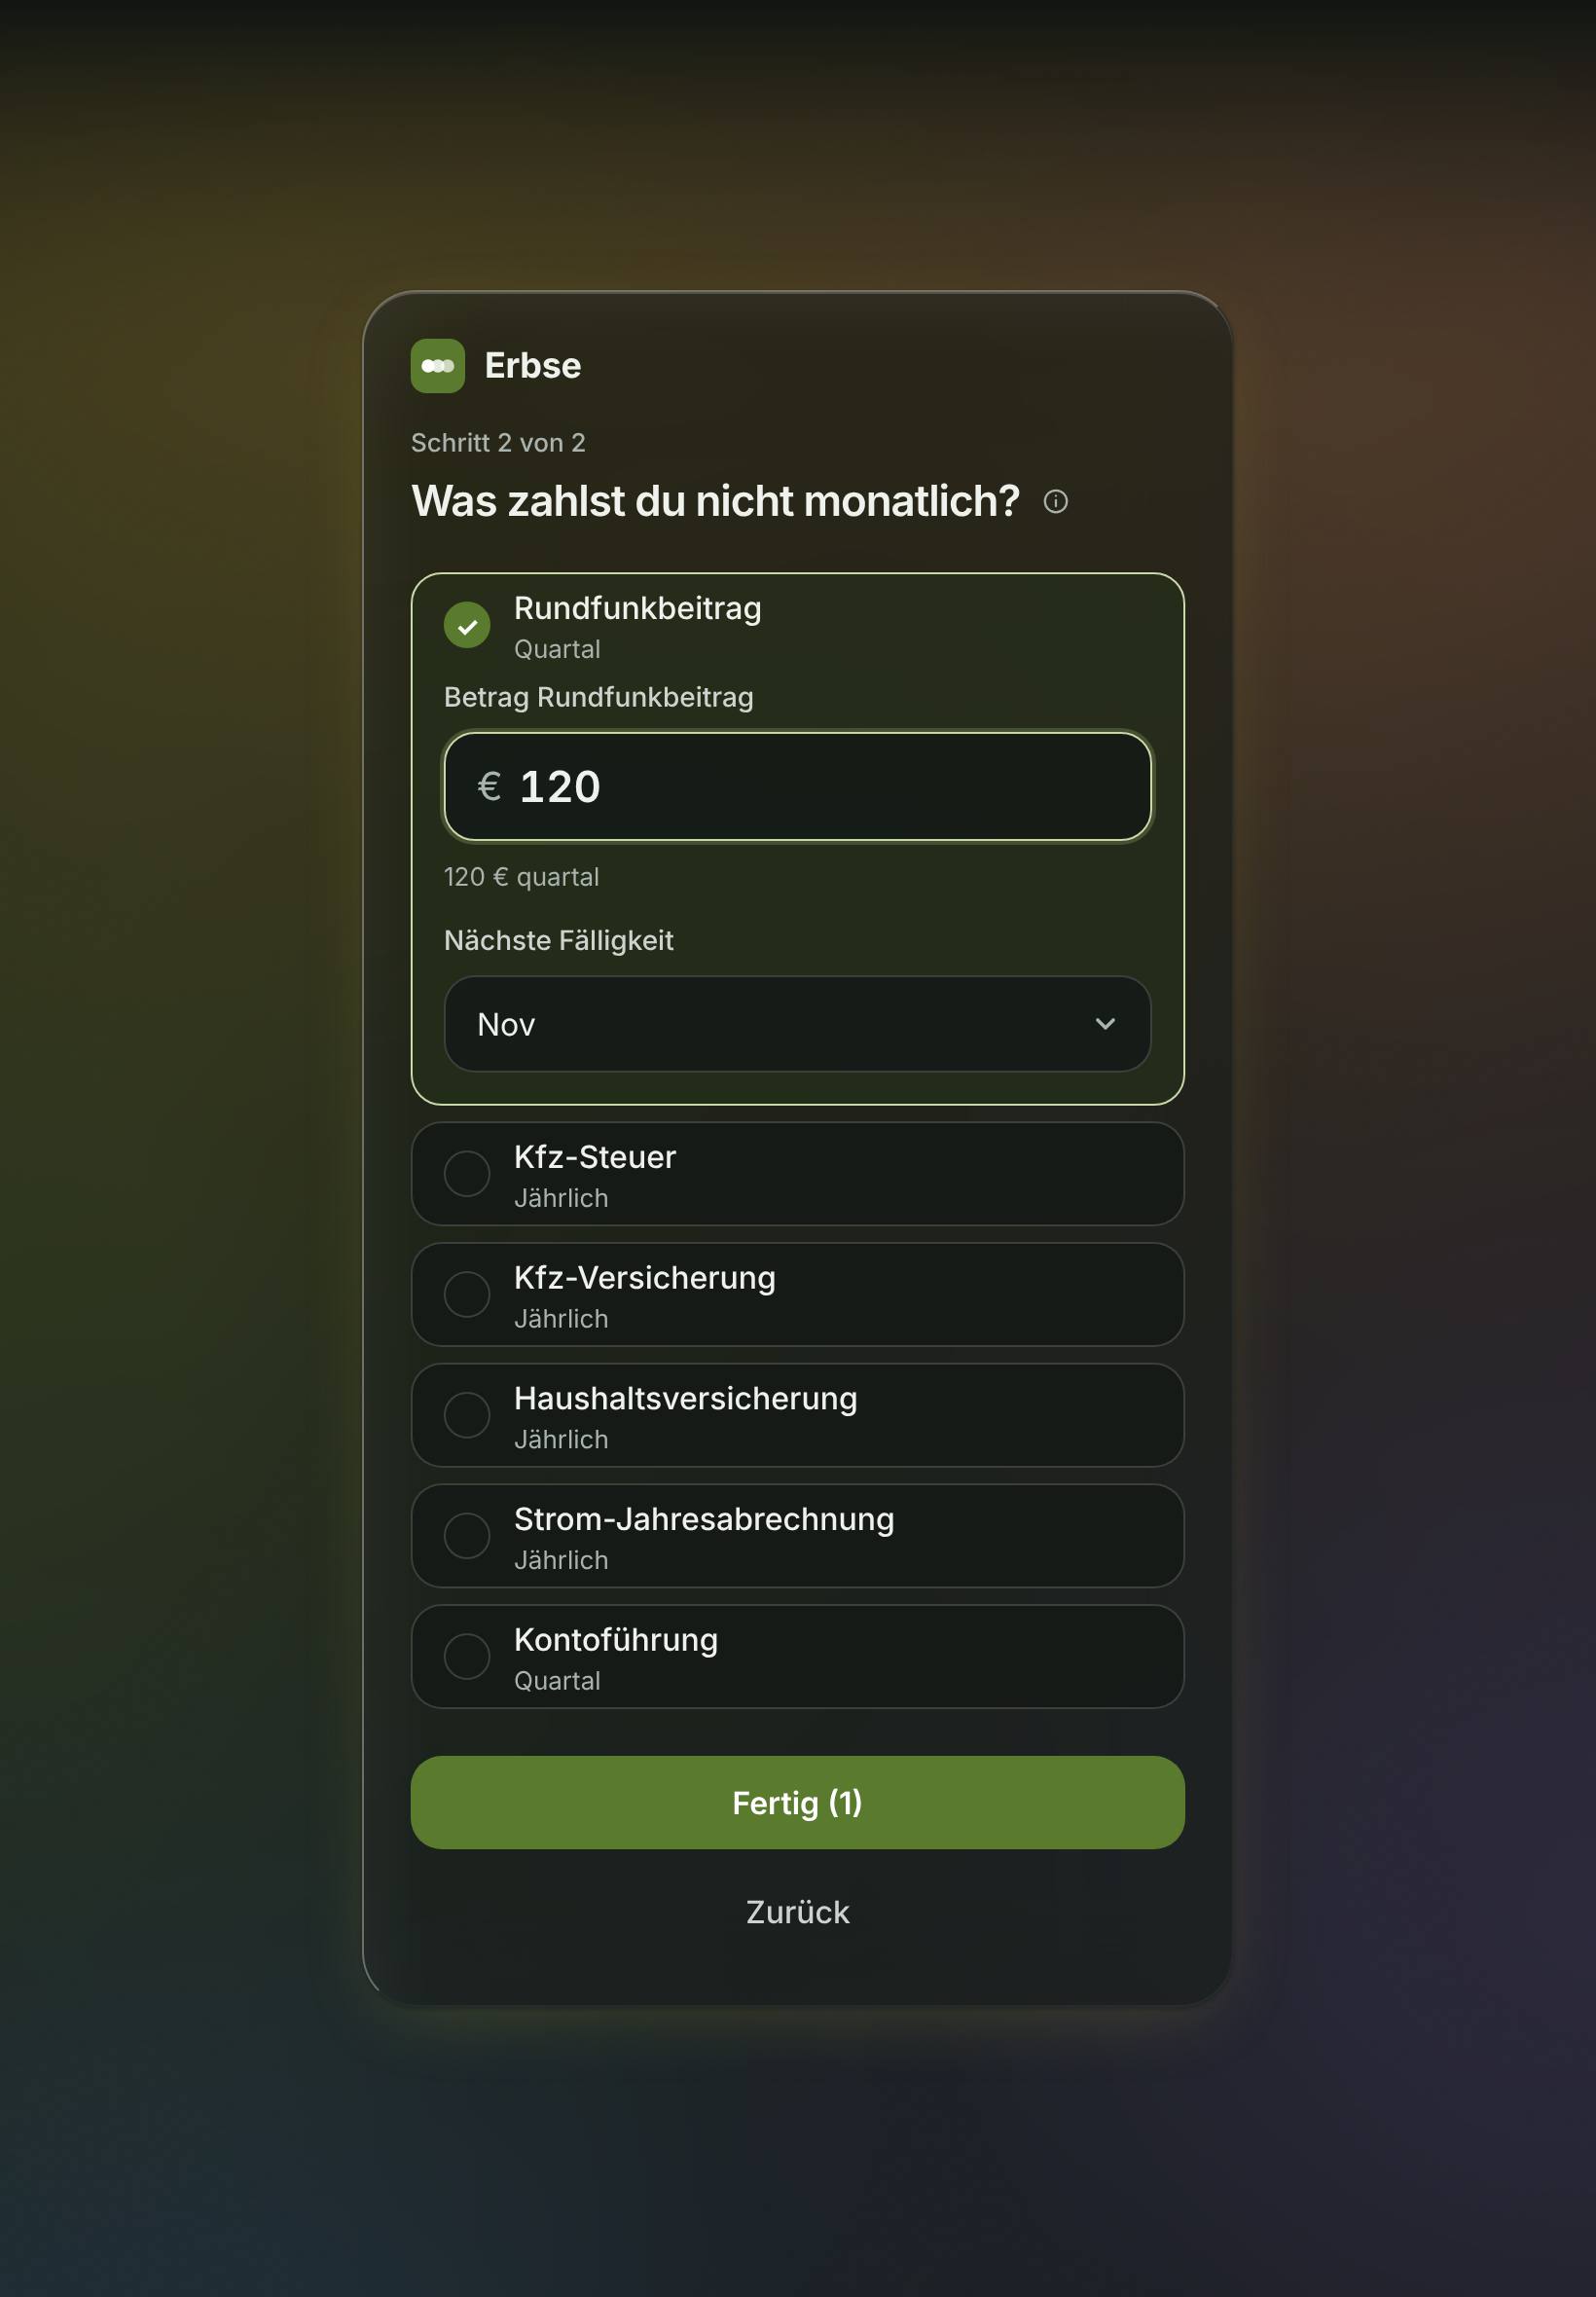 Erbse
Schritt 2 von 2
Was zahlst du nicht monatlich?
Rundfunkbeitrag
Quartal
Betrag Rundfunkbeitrag
€ 120
120 € quartal
Nächste Fälligkeit
Nov
Kfz-Steuer
Jährlich
Kfz-Versicherung
Jährlich
Haushaltsversicherung
Jährlich
Strom-Jahresabrechnung
Jährlich
Kontoführung
Quartal
Fertig (1)
Zurück